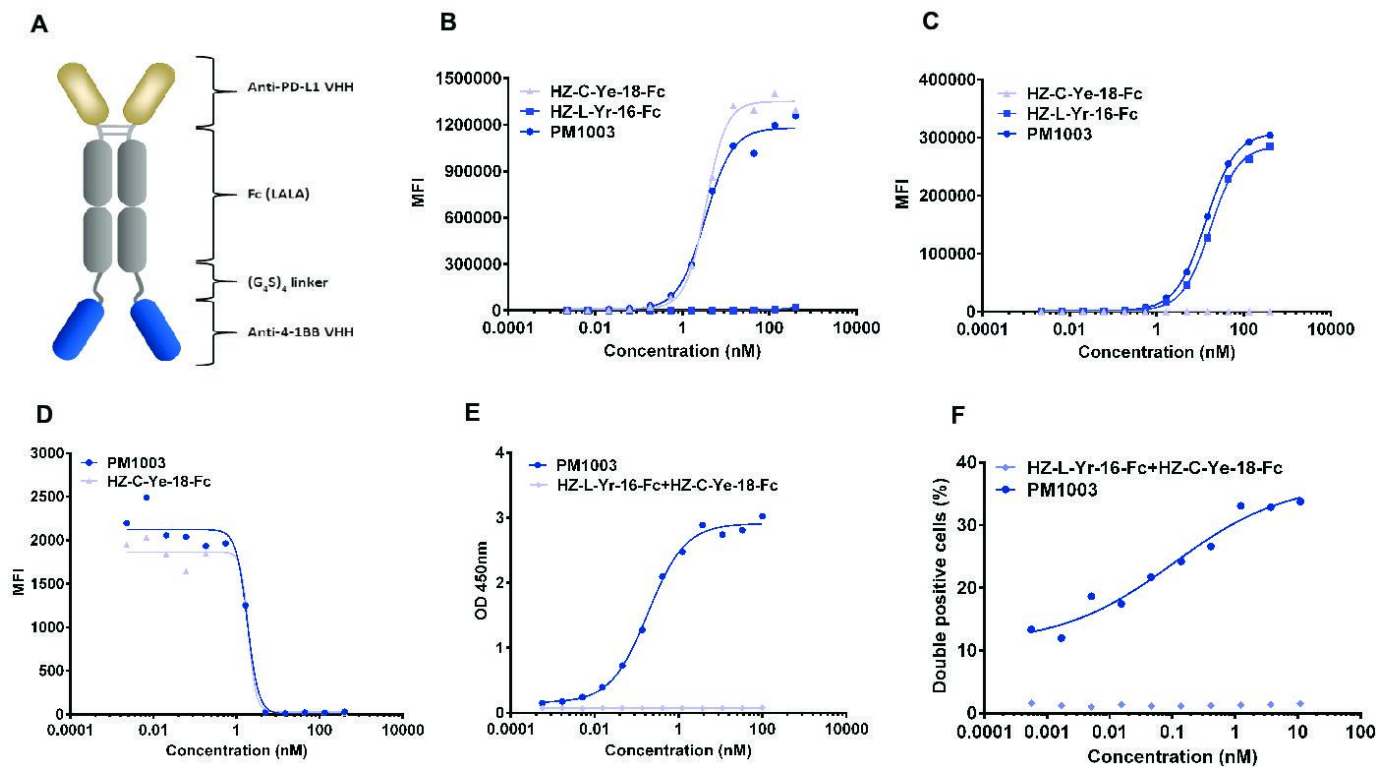 A
Anti-PD-L1 VHH
Fc (LALA)
(G4S)4 linker
Anti-4-1BB VHH
B
HZ-C-Ye-18-Fc
HZ-L-Yr-16-Fc
PM1003
MFI
1500000
1200000
900000
600000
300000
0
0.0001 0.01 1 100 10000
Concentration (nM)
C
HZ-C-Ye-18-Fc
HZ-L-Yr-16-Fc
PM1003
MFI
400000
300000
200000
100000
0
0.0001 0.01 1 100 10000
Concentration (nM)
D
PM1003
HZ-C-Ye-18-Fc
MFI
3000
2500
2000
1500
1000
500
0
0.0001 0.01 1 100 10000
Concentration (nM)
E
PM1003
HZ-L-Yr-16-Fc+HZ-C-Ye-18-Fc
OD 450nm
4
3
2
1
0
0.0001 0.01 1 100 10000
Concentration (nM)
F
HZ-L-Yr-16-Fc+HZ-C-Ye-18-Fc
PM1003
Double positive cells (%)
40
30
20
10
0
0.0001 0.001 0.01 0.1 1 10 100
Concentration (nM)